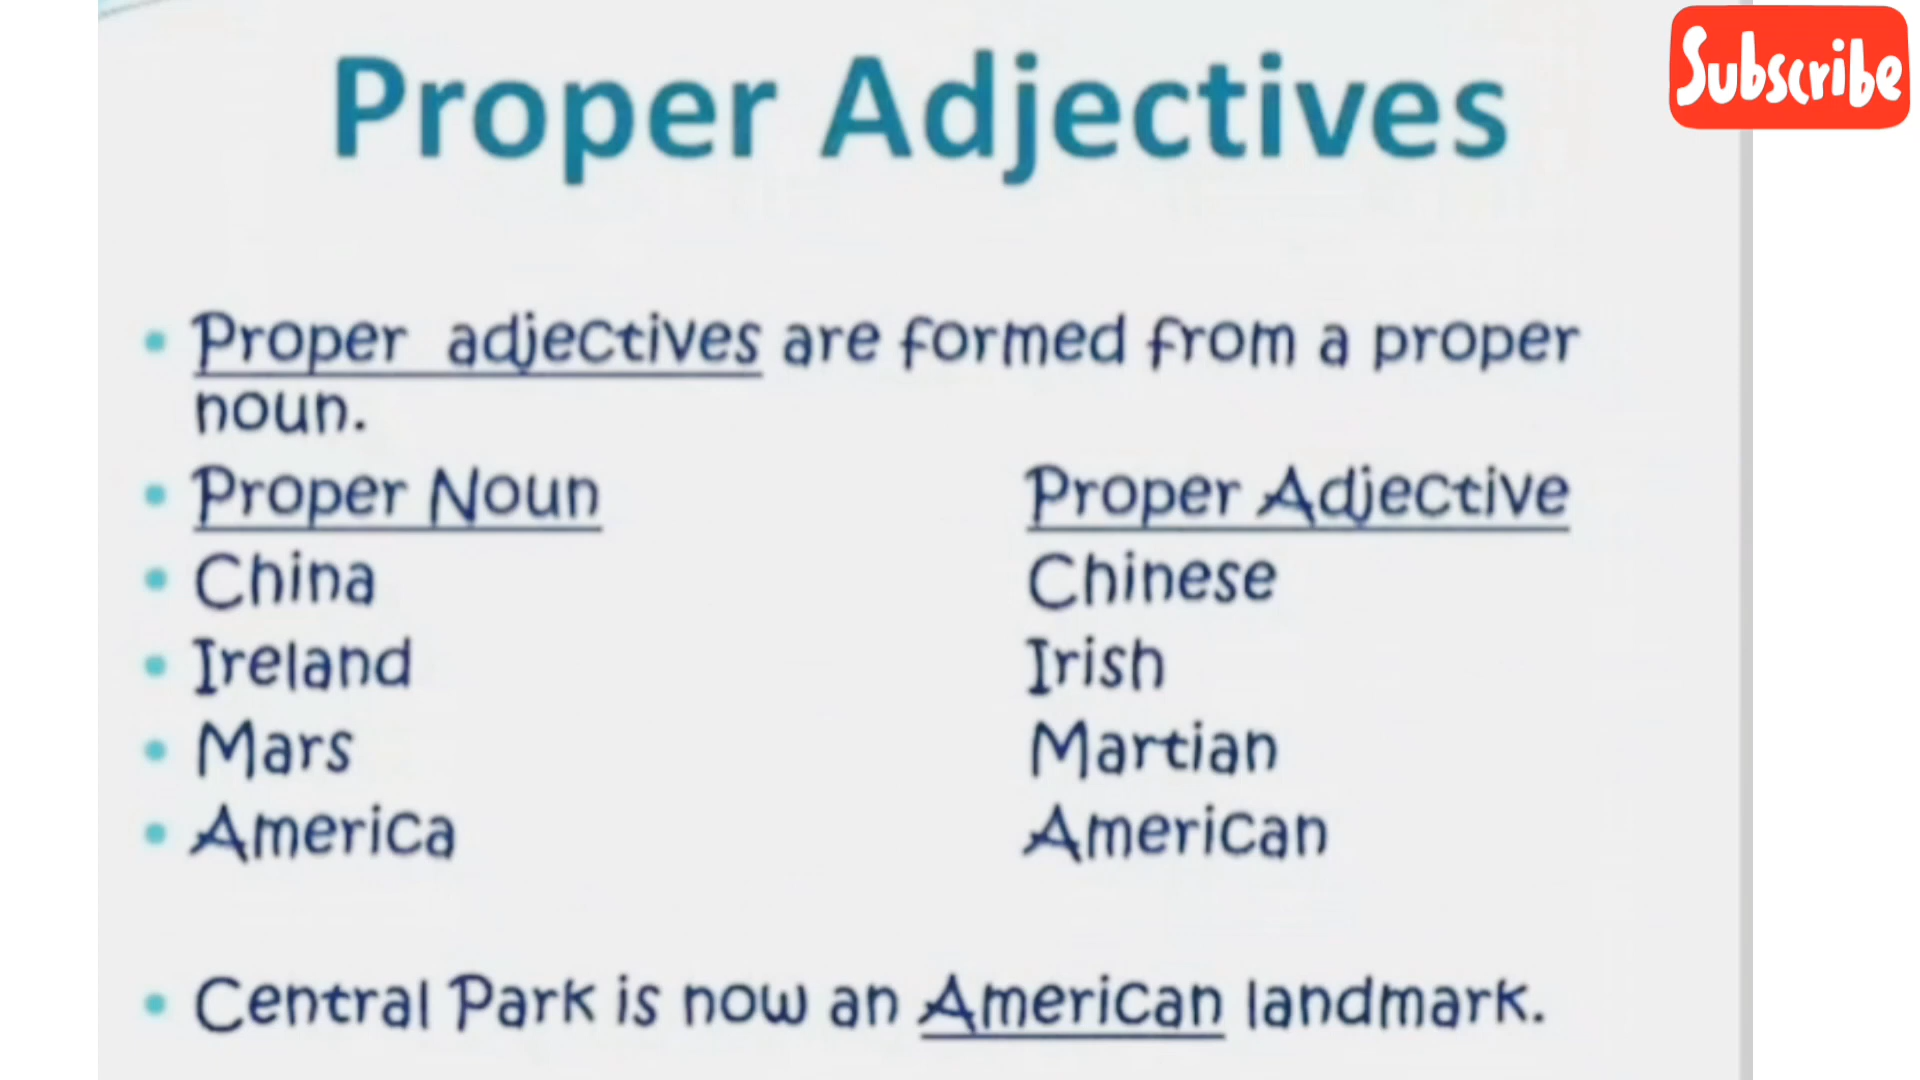 Proper Adjectives
Subscribe
• Proper adjectives are formed from a proper
noun.
• Proper Noun Proper Adjective
• China Chinese
• Ireland Irish
• Mars Martian
• America American
• Central Park is now an American landmark.